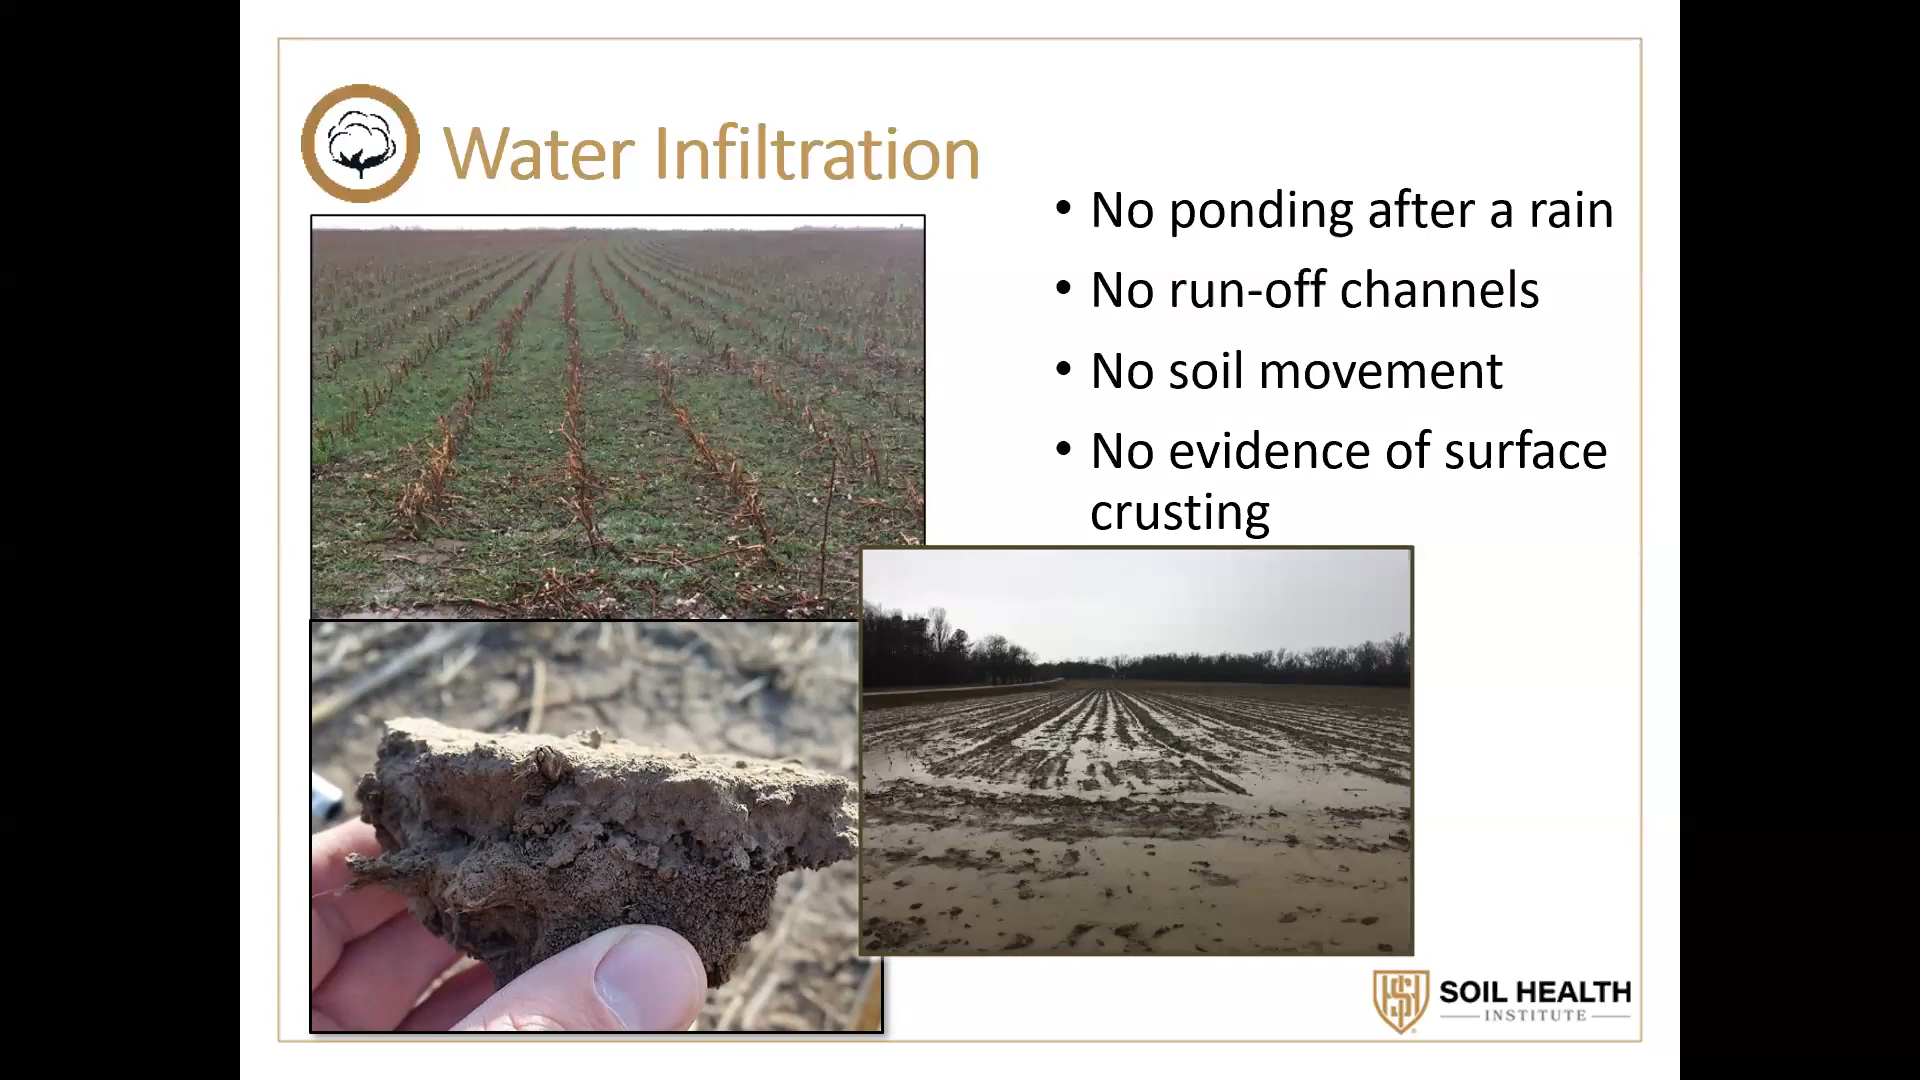 Water Infiltration
• No ponding after a rain
• No run-off channels
• No soil movement
• No evidence of surface
crusting
SOIL HEALTH
INSTITUTE